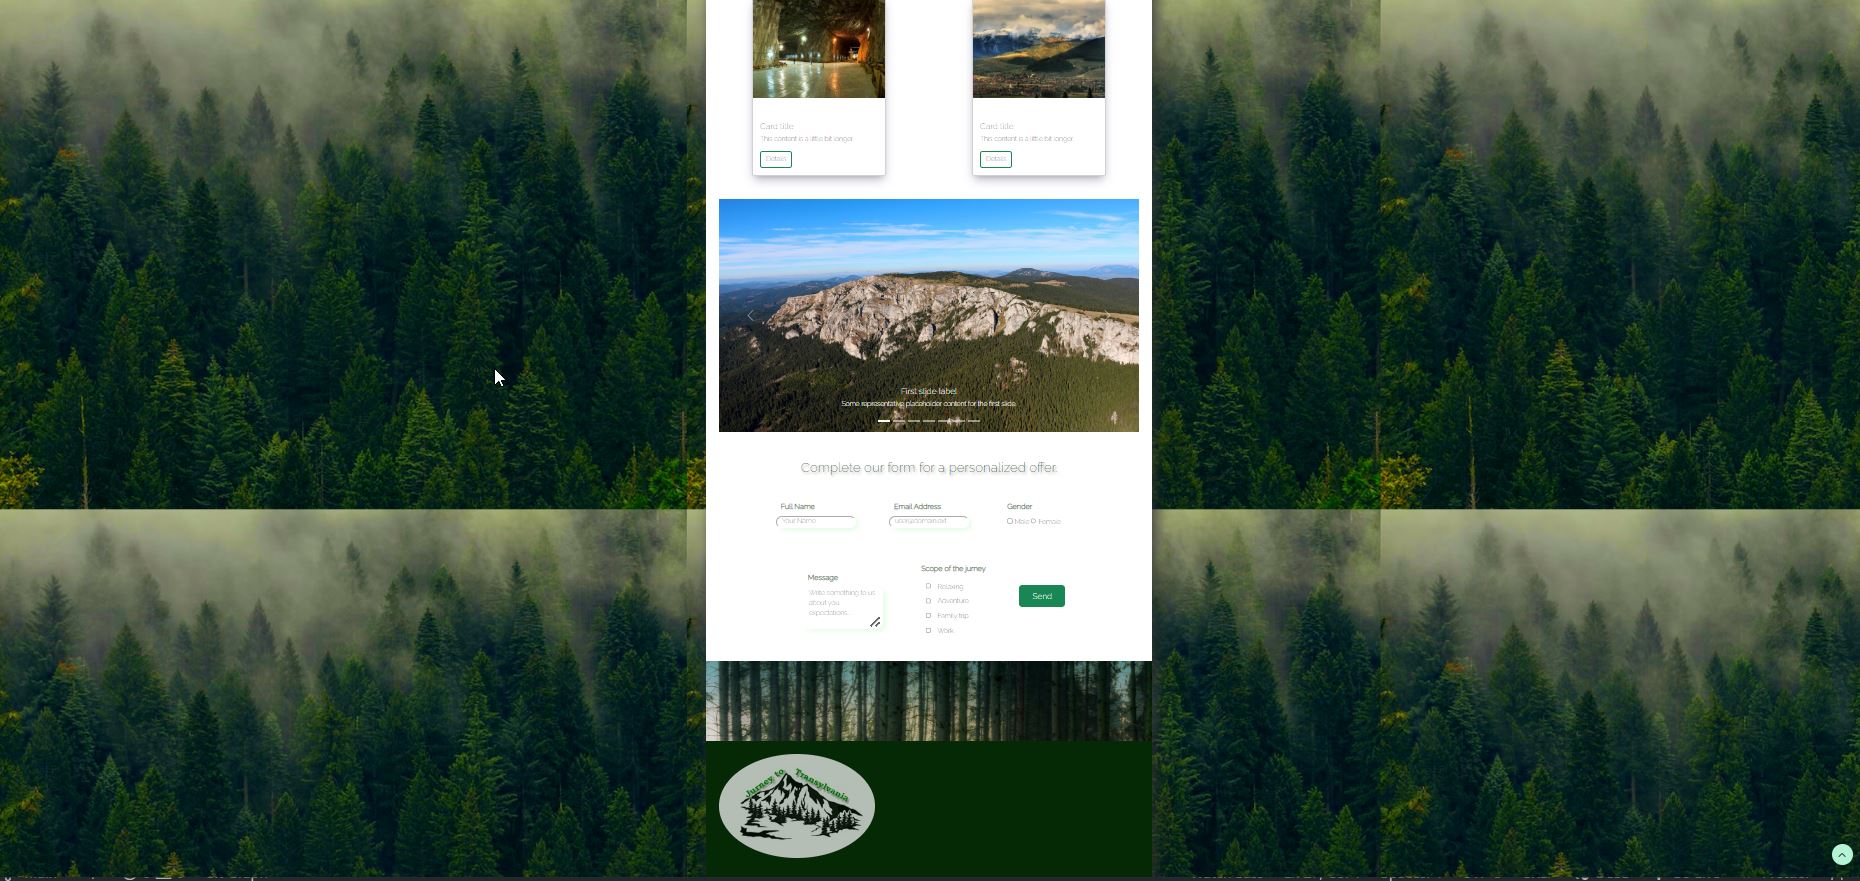 Card title
This content is a little bit longer.
Details
Card title
This content is a little bit longer.
Details
First slide label
Some representative placeholder content for the first slide.
Complete our form for a personalized offer.
Full Name
Your Name
Email Address
user@domain.ext
Gender
Male Female
Message
Write something to us
about you
expectations...
Scope of the jurney
Relaxing
Adventure
Family trip
Work
Send
Jurney to Transylvania